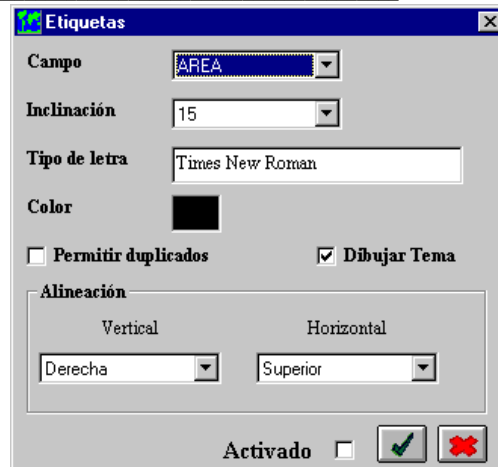 Etiquetas
Campo AREA
Inclinación 15
Tipo de letra Times New Roman
Color
Permitir duplicados Dibujar Tema
Alineación
Vertical Horizontal
Derecha Superior
Activado